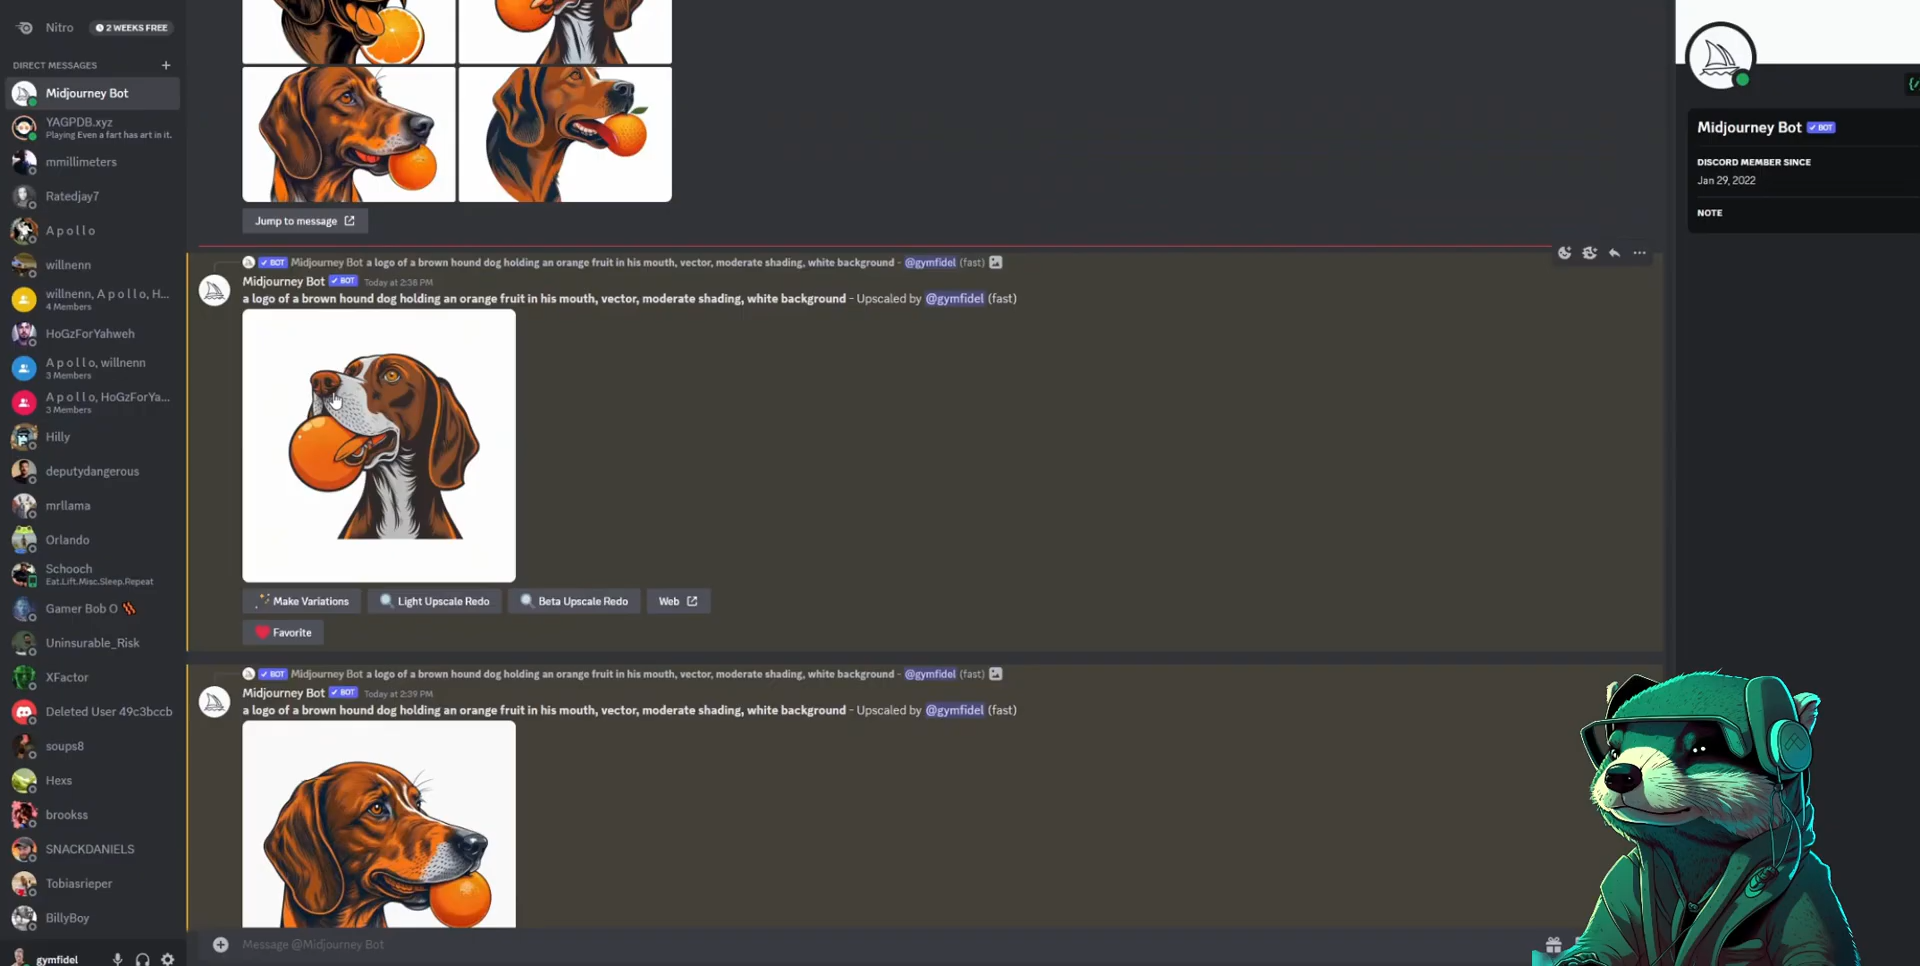 Nitro
2 WEEKS FREE
DIRECT MESSAGES
Midjourney Bot
YAGPDB.xyz
Playing Even a fart has art in it.
mmillimeters
Ratedjay7
A p o l l o
willnenn
willnenn, A p o l l o, H...
4 Members
HoGzForYahweh
A p o l l o, willnenn
3 Members
A p o l l o, HoGzForYa...
3 Members
Hilly
deputydangerous
mrllama
Orlando
Schooch
Eat.Lift.Misc.Sleep.Repeat
Gamer Bob O
Uninsurable_Risk
XFactor
Deleted User 49c3bccb
soups8
Hexs
brookss
SNACKDANIELS
Tobiasrieper
BillyBoy
gymfidel
Jump to message
BOT Midjourney Bot a logo of a brown hound dog holding an orange fruit in his mouth, vector, moderate shading, white background - @gymfidel (fast)
Midjourney Bot BOT Today at 2:38 PM
a logo of a brown hound dog holding an orange fruit in his mouth, vector, moderate shading, white background - Upscaled by @gymfidel (fast)
Make Variations
Light Upscale Redo
Beta Upscale Redo
Web
Favorite
BOT Midjourney Bot a logo of a brown hound dog holding an orange fruit in his mouth, vector, moderate shading, white background - @gymfidel (fast)
Midjourney Bot BOT Today at 2:39 PM
a logo of a brown hound dog holding an orange fruit in his mouth, vector, moderate shading, white background - Upscaled by @gymfidel (fast)
Message @Midjourney Bot
Midjourney Bot BOT
DISCORD MEMBER SINCE
Jan 29, 2022
NOTE